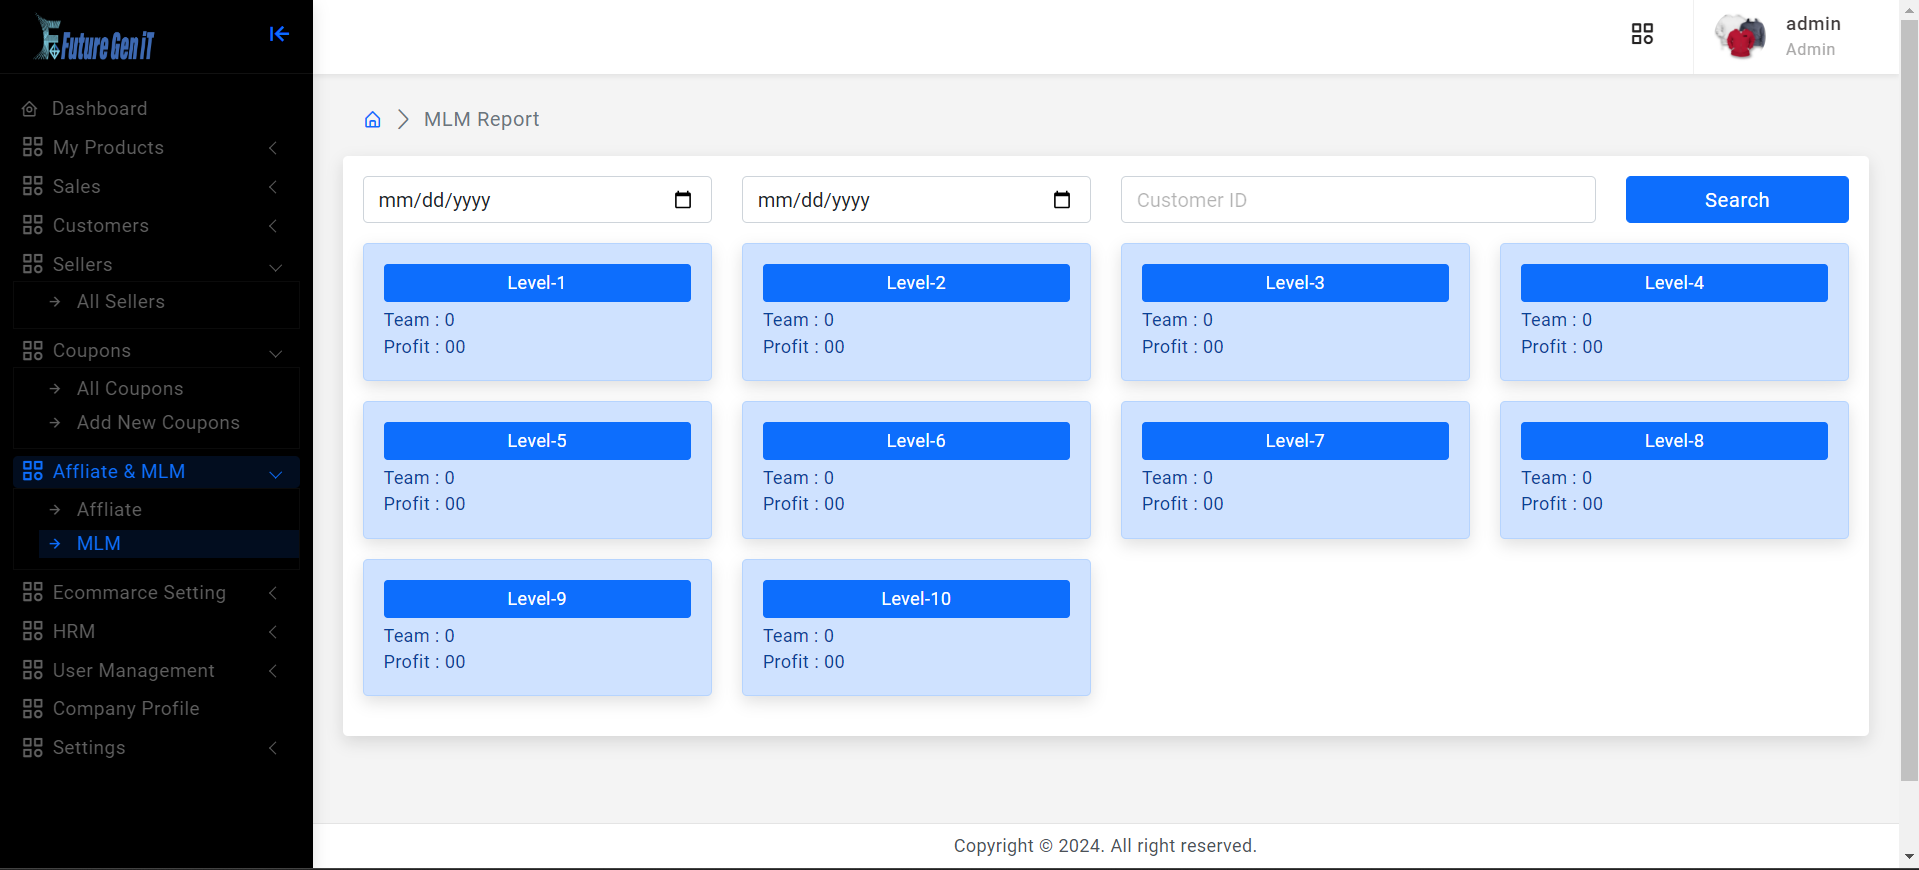 Future Gen iT
admin
Admin
Dashboard
My Products
Sales
Customers
Sellers
All Sellers
Coupons
All Coupons
Add New Coupons
Affliate & MLM
Affliate
MLM
Ecommarce Setting
HRM
User Management
Company Profile
Settings
MLM Report
mm/dd/yyyy
mm/dd/yyyy
Customer ID
Search
Level-1
Team : 0
Profit : 00
Level-2
Team : 0
Profit : 00
Level-3
Team : 0
Profit : 00
Level-4
Team : 0
Profit : 00
Level-5
Team : 0
Profit : 00
Level-6
Team : 0
Profit : 00
Level-7
Team : 0
Profit : 00
Level-8
Team : 0
Profit : 00
Level-9
Team : 0
Profit : 00
Level-10
Team : 0
Profit : 00
Copyright © 2024. All right reserved.